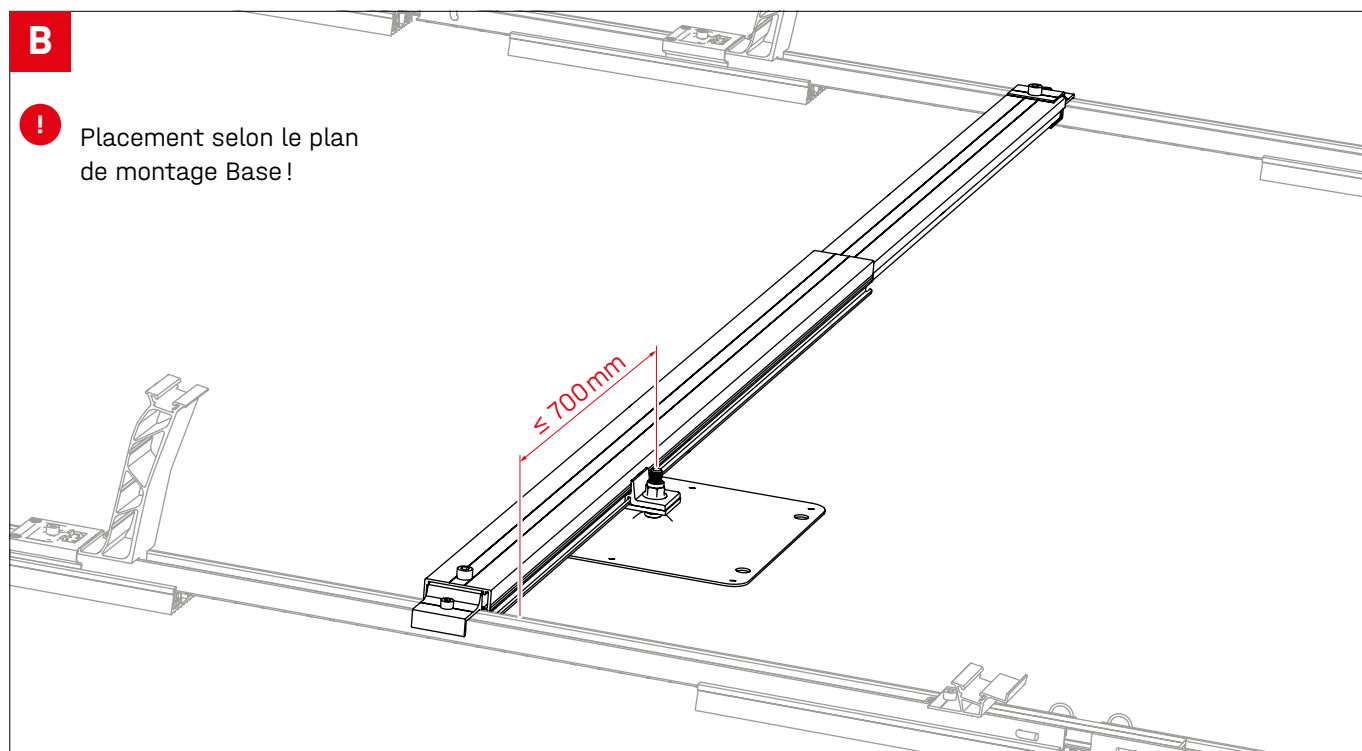 B
!
Placement selon le plan
de montage Base !
≤ 700 mm